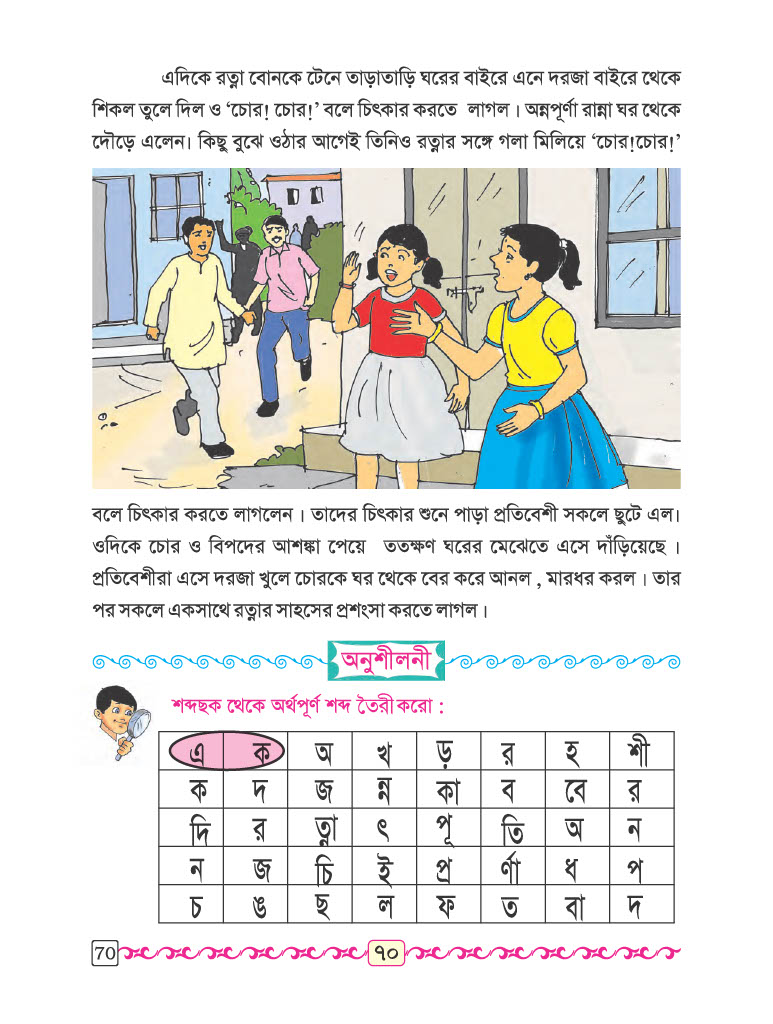 এদিকে রত্না বোনকে টেনে তাড়াতাড়ি ঘরের বাইরে এনে দরজা বাইরে থেকে
শিকল তুলে দিল ও ‘চোর! চোর!’ বলে চিৎকার করতে লাগল। অন্নপূর্ণা রান্না ঘর থেকে
দৌড়ে এলেন। কিছু বুঝে ওঠার আগেই তিনিও রত্নার সঙ্গে গলা মিলিয়ে ‘চোর!চোর!’
বলে চিৎকার করতে লাগলেন। তাদের চিৎকার শুনে পাড়া প্রতিবেশী সকলে ছুটে এল।
ওদিকে চোর ও বিপদের আশঙ্কা পেয়ে ততক্ষণ ঘরের মেঝেতে এসে দাঁড়িয়েছে।
প্রতিবেশীরা এসে দরজা খুলে চোরকে ঘর থেকে বের করে আনল, মারধর করল। তার
পর সকলে একসাথে রত্নার সাহসের প্রশংসা করতে লাগল।
অনুশীলনী
শব্দছক থেকে অর্থপূর্ণ শব্দ তৈরী করো :
এ ক অ খ ড় র হ শী
ক দ জ ন্ন কা ব বে র
দি র ত্না ৎ পূ তি অ ন
ন জ চি ই প্র র্ণা ধ প
চ ঙ ছ ল ফ ত বা দ
70 ৭০